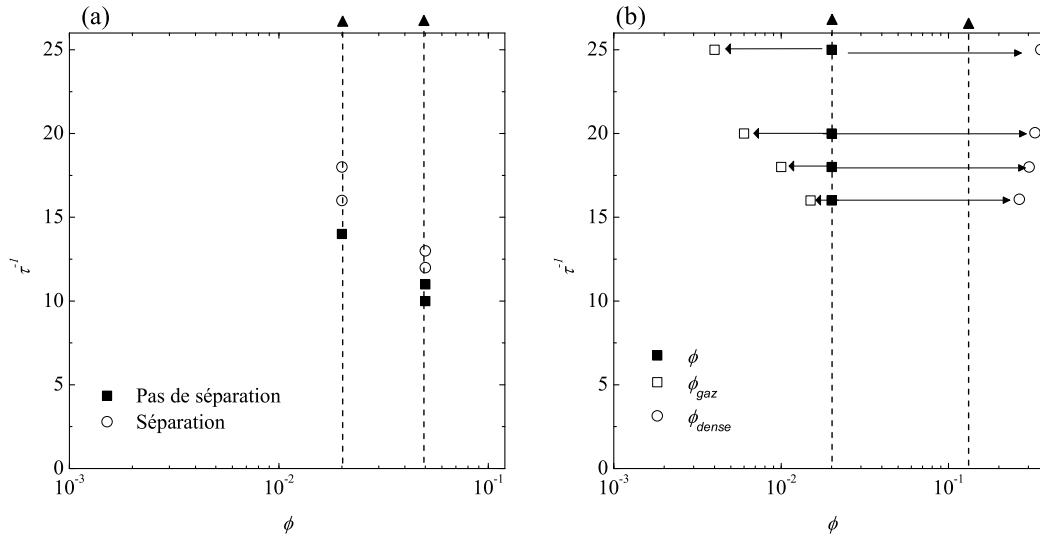 (a)
25
20
15
10
5
0
τ⁻¹
10⁻³
10⁻²
10⁻¹
ϕ
Pas de séparation
Séparation
(b)
25
20
15
10
5
0
τ⁻¹
10⁻³
10⁻²
10⁻¹
ϕ
ϕ
ϕgaz
ϕdense